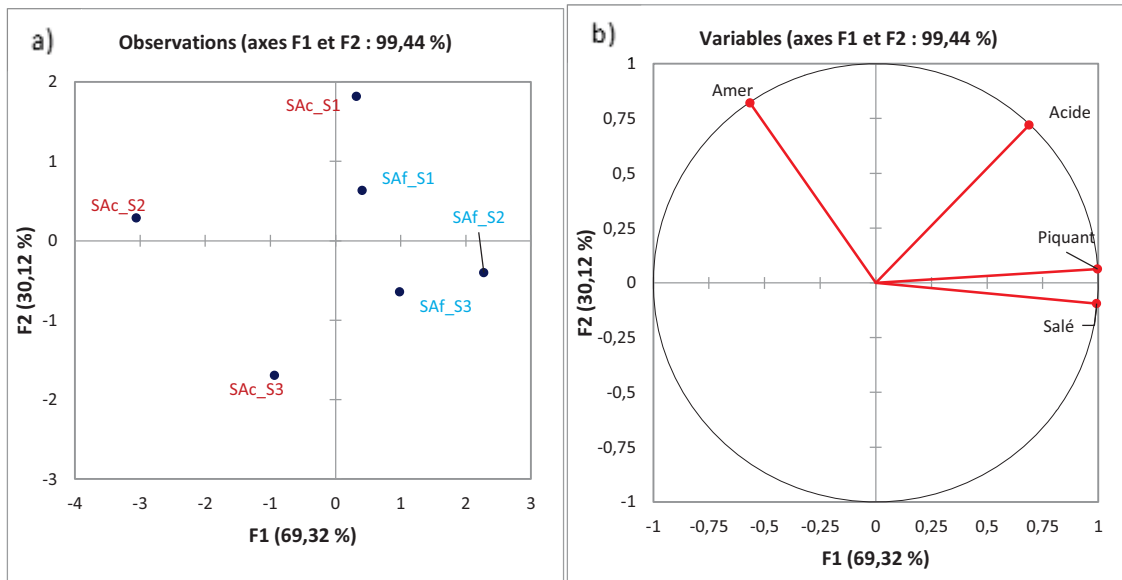 a)
Observations (axes F1 et F2 : 99,44 %)
2
1
0
-1
-2
-3
F2 (30,12 %)
SAc_S1
SAf_S1
SAc_S2
SAf_S2
SAf_S3
SAc_S3
-4 -3 -2 -1 0 1 2 3
F1 (69,32 %)
b)
Variables (axes F1 et F2 : 99,44 %)
1
0,75
0,5
0,25
0
-0,25
-0,5
-0,75
-1
F2 (30,12 %)
Amer
Acide
Piquant
Salé
-1 -0,75 -0,5 -0,25 0 0,25 0,5 0,75 1
F1 (69,32 %)